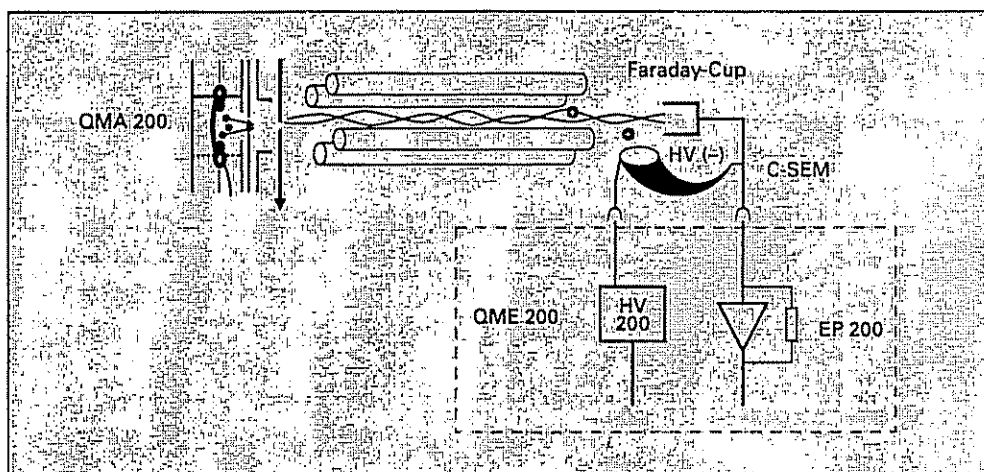 Faraday-Cup
QMA 200
HV (–)
C-SEM
QME 200
HV
200
EP 200